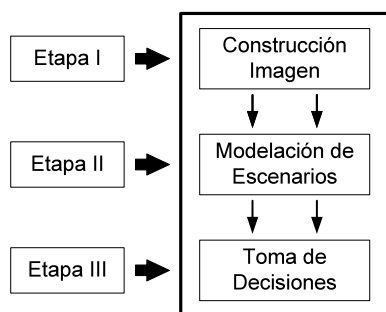 Etapa I
Construcción
Imagen
Etapa II
Modelación de
Escenarios
Etapa III
Toma de
Decisiones